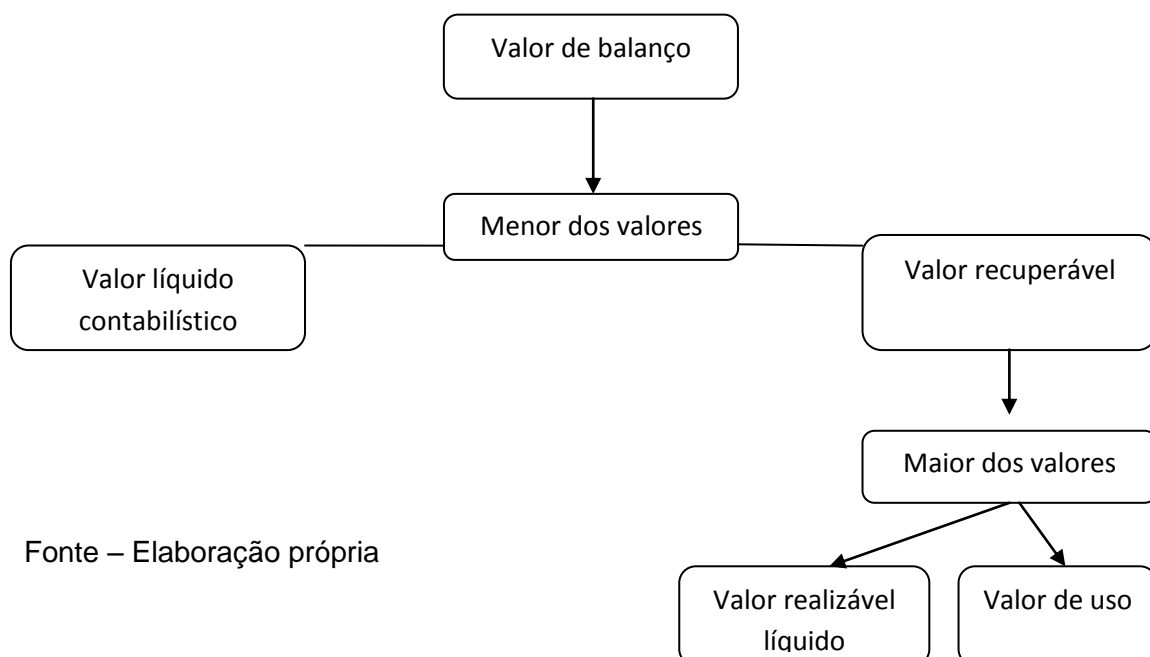 Valor de balanço
Menor dos valores
Valor líquido
contabilístico
Valor recuperável
Maior dos valores
Fonte – Elaboração própria
Valor realizável
líquido
Valor de uso